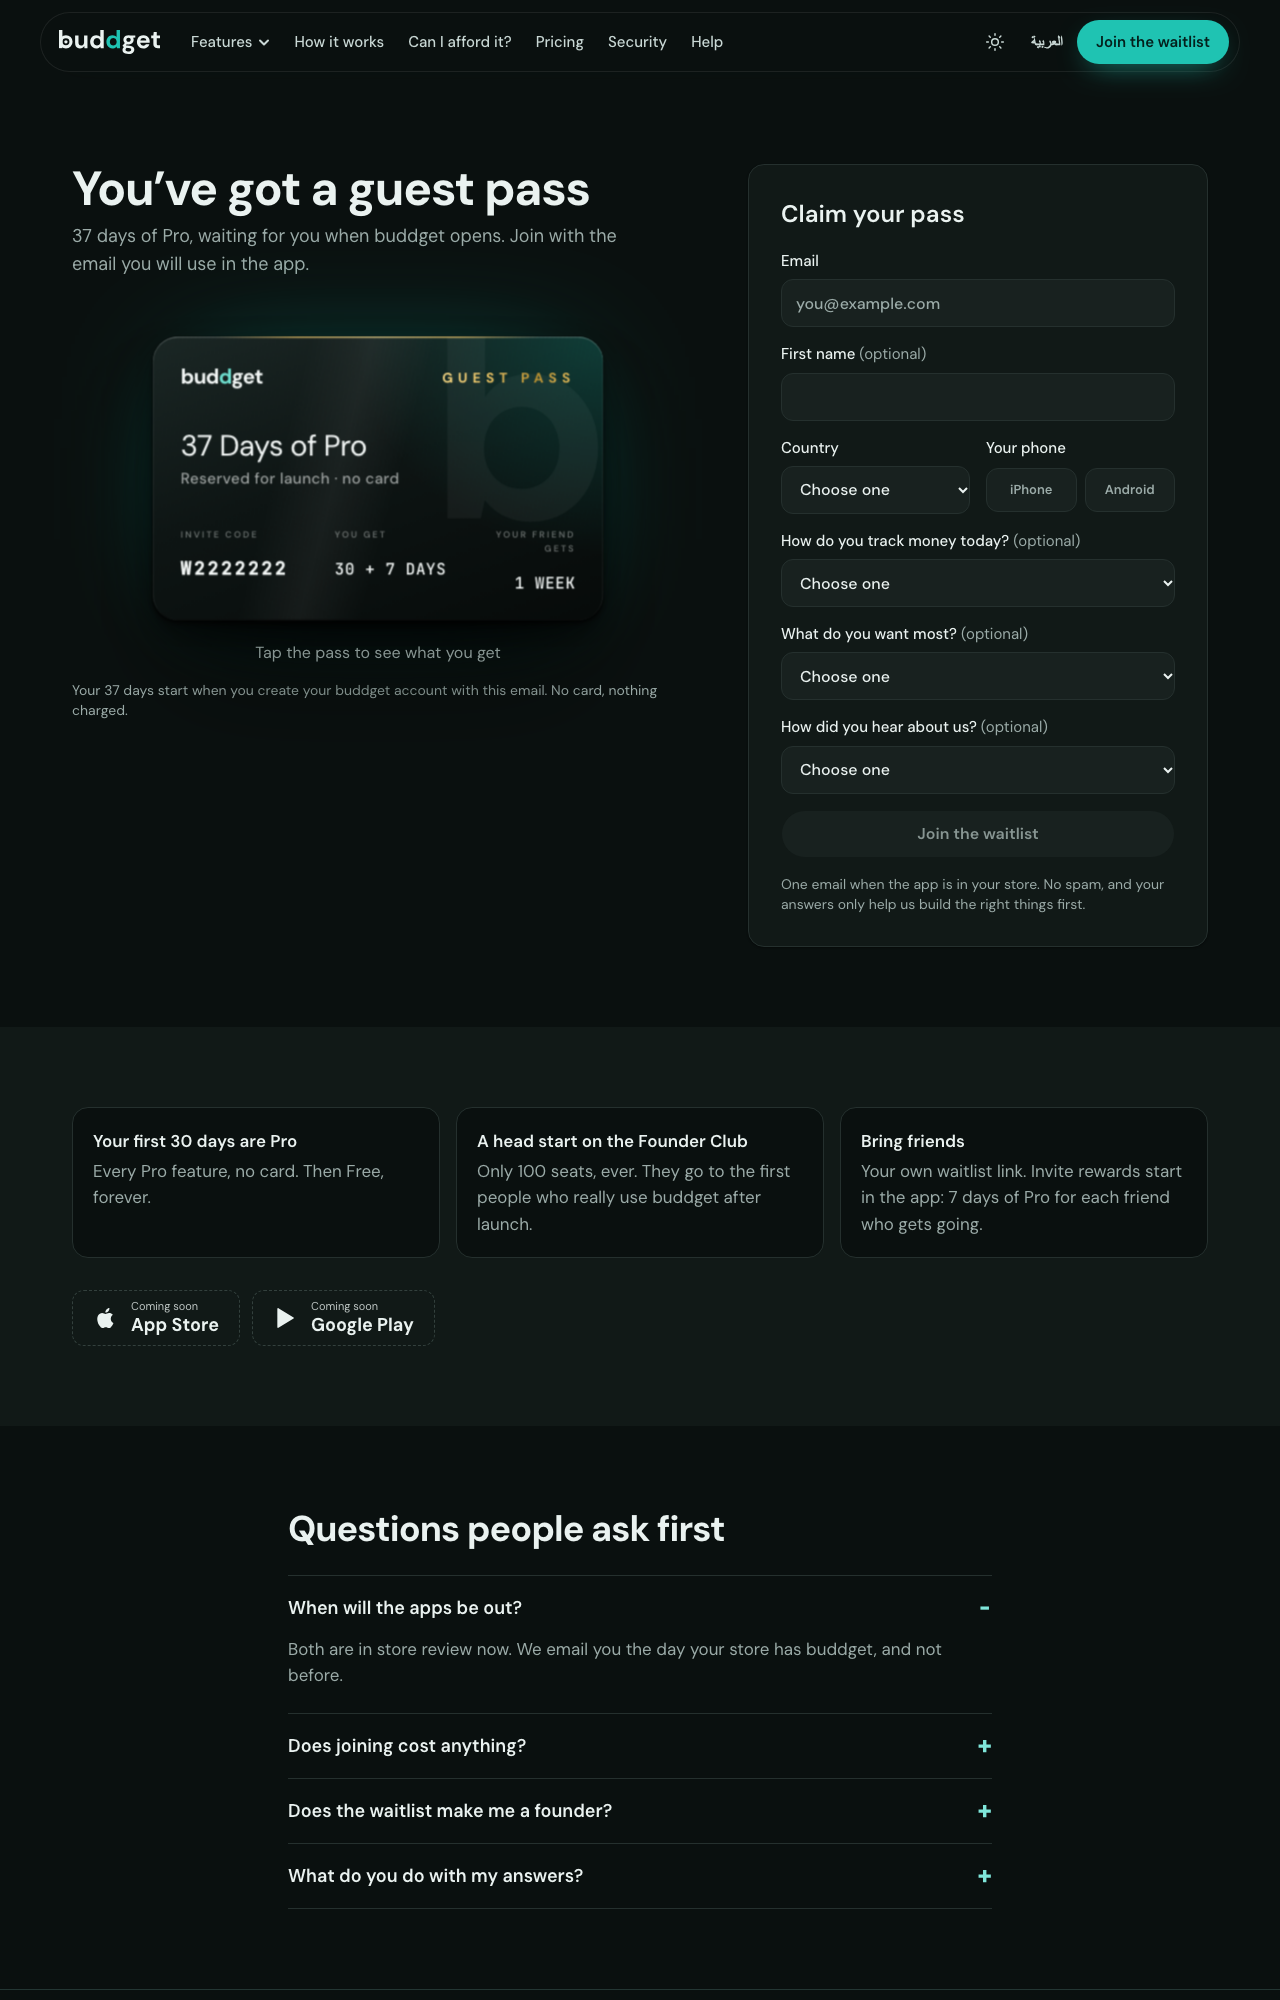 buddget
Features
How it works
Can I afford it?
Pricing
Security
Help
العربية
Join the waitlist
You’ve got a guest pass
37 days of Pro, waiting for you when buddget opens. Join with the
email you will use in the app.
buddget
GUEST PASS
37 Days of Pro
Reserved for launch · no card
INVITE CODE
W2222222
YOU GET
30 + 7 DAYS
YOUR FRIEND
GETS
1 WEEK
Tap the pass to see what you get
Your 37 days start when you create your buddget account with this email. No card, nothing
charged.
Claim your pass
Email
you@example.com
First name (optional)
Country
Choose one
Your phone
iPhone
Android
How do you track money today? (optional)
Choose one
What do you want most? (optional)
Choose one
How did you hear about us? (optional)
Choose one
Join the waitlist
One email when the app is in your store. No spam, and your
answers only help us build the right things first.
Your first 30 days are Pro
Every Pro feature, no card. Then Free,
forever.
A head start on the Founder Club
Only 100 seats, ever. They go to the first
people who really use buddget after
launch.
Bring friends
Your own waitlist link. Invite rewards start
in the app: 7 days of Pro for each friend
who gets going.
Coming soon
App Store
Coming soon
Google Play
Questions people ask first
When will the apps be out?
-
Both are in store review now. We email you the day your store has buddget, and not
before.
Does joining cost anything?
+
Does the waitlist make me a founder?
+
What do you do with my answers?
+